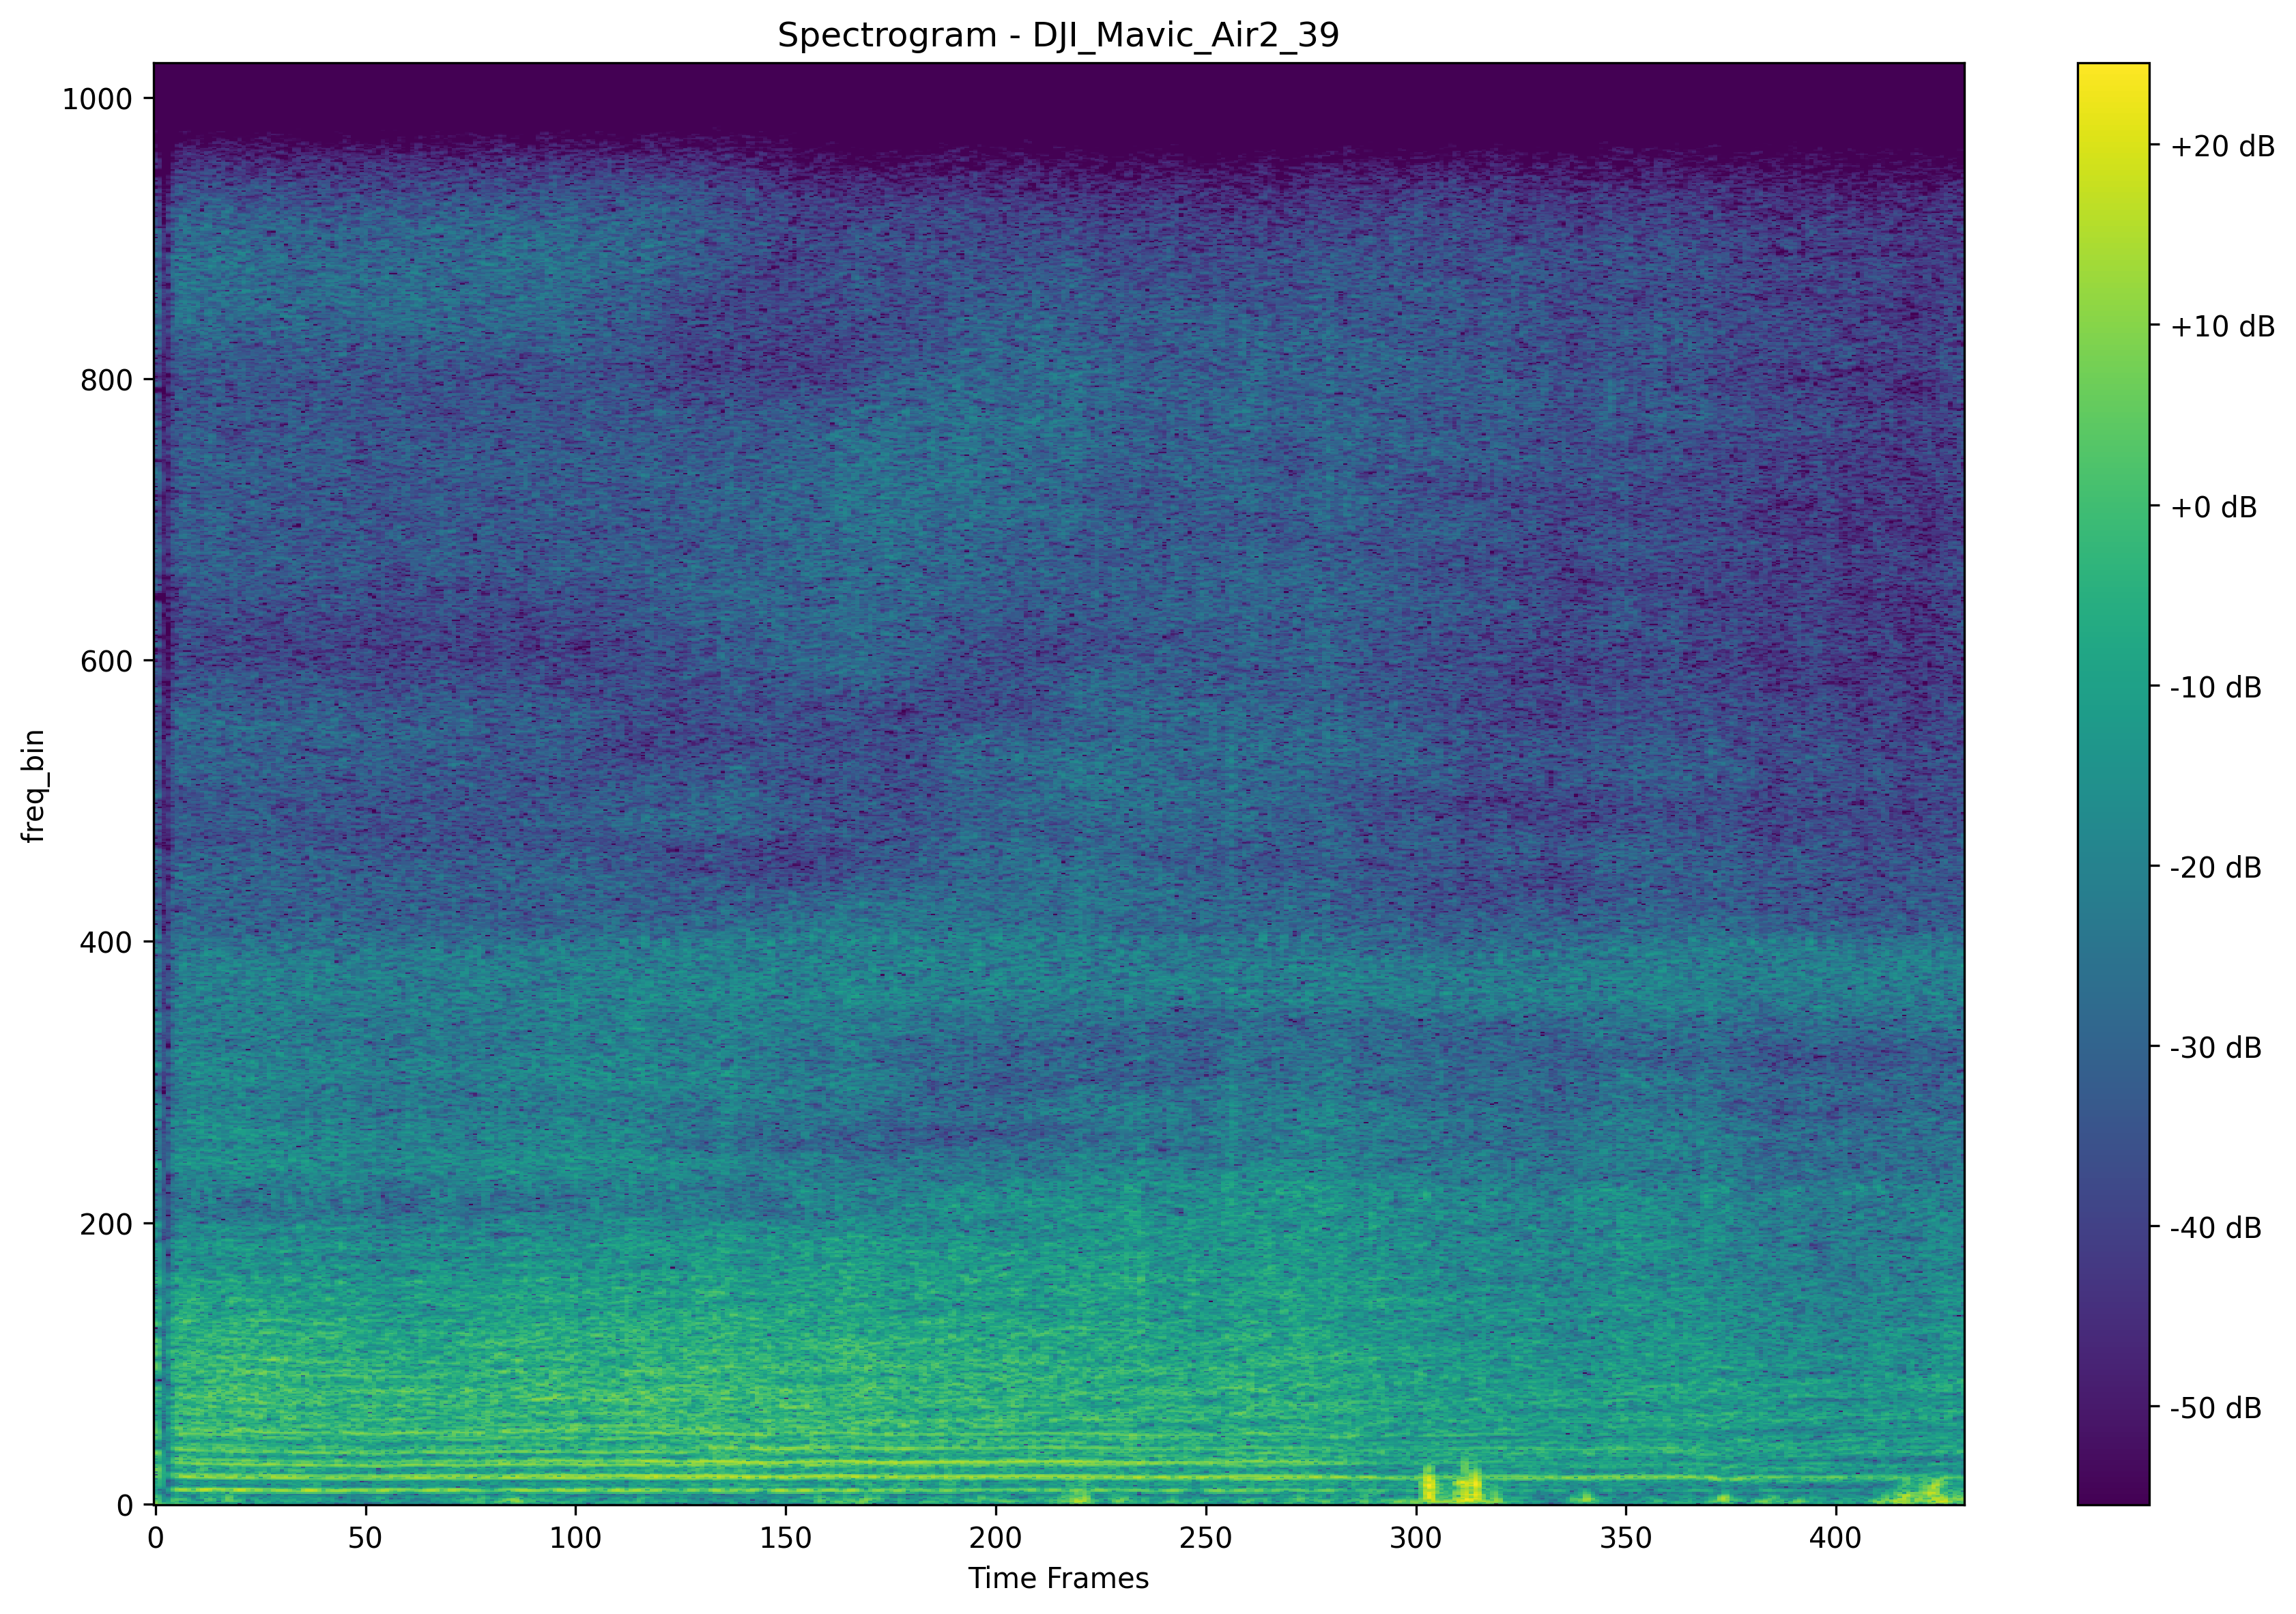 Spectrogram - DJI_Mavic_Air2_39
1000
800
600
400
200
0
freq_bin
0 50 100 150 200 250 300 350 400
Time Frames
+20 dB
+10 dB
+0 dB
-10 dB
-20 dB
-30 dB
-40 dB
-50 dB